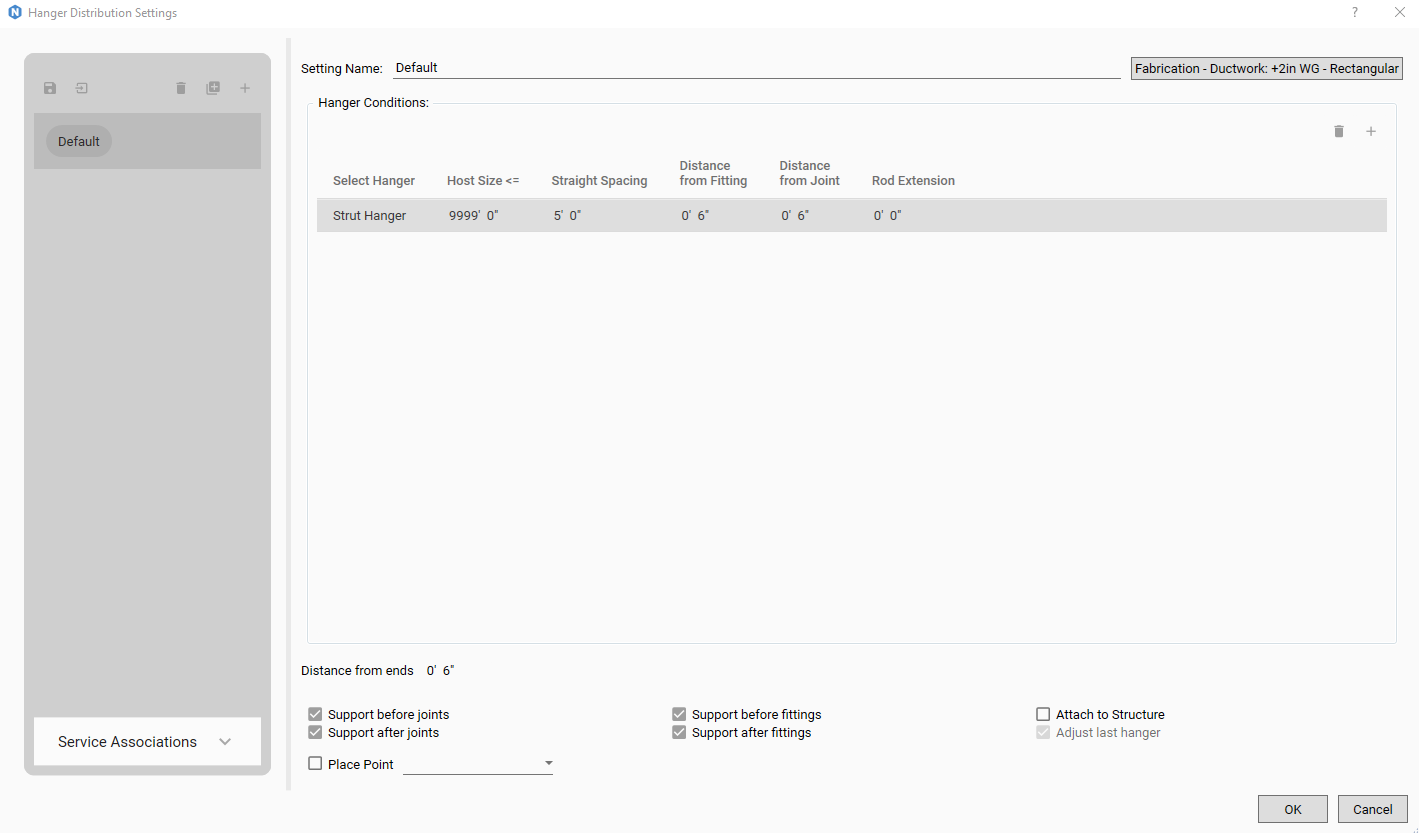 Hanger Distribution Settings
?
Default
Service Associations
Setting Name: Default
Fabrication - Ductwork: +2in WG - Rectangular
Hanger Conditions:
Select Hanger Host Size <= Straight Spacing Distance from Fitting Distance from Joint Rod Extension
Strut Hanger 9999' 0" 5' 0" 0' 6" 0' 6" 0' 0"
Distance from ends 0' 6"
Support before joints Support before fittings Attach to Structure
Support after joints Support after fittings Adjust last hanger
Place Point
OK Cancel